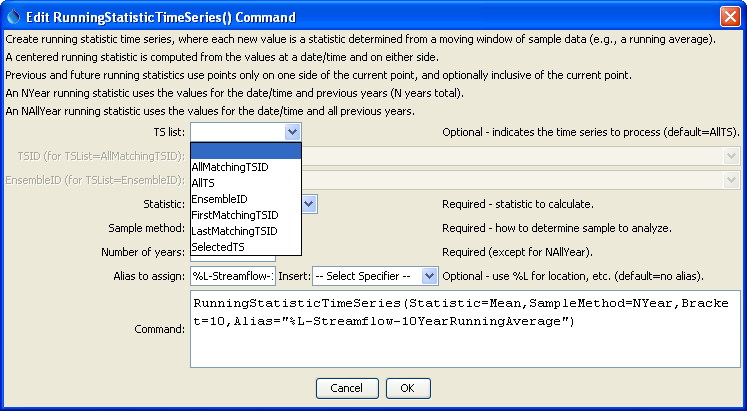 Edit RunningStatisticTimeSeries() Command
Create running statistic time series, where each new value is a statistic determined from a moving window of sample data (e.g., a running average).
A centered running statistic is computed from the values at a date/time and on either side.
Previous and future running statistics use points only on one side of the current point, and optionally inclusive of the current point.
An NYear running statistic uses the values for the date/time and previous years (N years total).
An NAllYear running statistic uses the values for the date/time and all previous years.
TS list: Optional - indicates the time series to process (default=AllTS).
TSID (for TSList=AllMatchingTSID):
AllMatchingTSID
EnsembleID (for TSList=EnsembleID):
AllTS
EnsembleID
Statistic: Required - statistic to calculate.
FirstMatchingTSID
Sample method: LastMatchingTSID Required - how to determine sample to analyze.
SelectedTS
Number of years: Required (except for NAllYear).
Alias to assign: %L-Streamflow- Insert: -- Select Specifier -- Optional - use %L for location, etc. (default=no alias).
Command: RunningStatisticTimeSeries(Statistic=Mean,SampleMethod=NYear,Bracke
t=10,Alias="%L-Streamflow-10YearRunningAverage")
Cancel OK